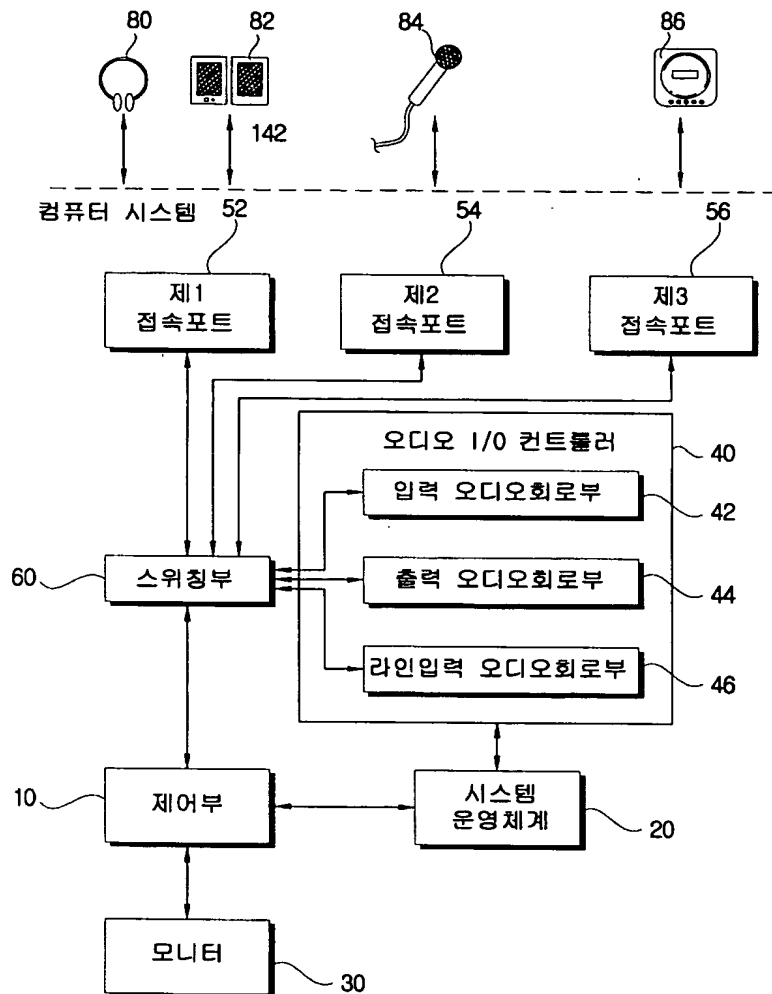 80
82
84
86
142
컴퓨터 시스템
52
54
56
제1
접속포트
제2
접속포트
제3
접속포트
오디오 I/O 컨트롤러
40
입력 오디오회로부
42
60
스위칭부
출력 오디오회로부
44
라인입력 오디오회로부
46
10
제어부
시스템
운영체계
20
모니터
30